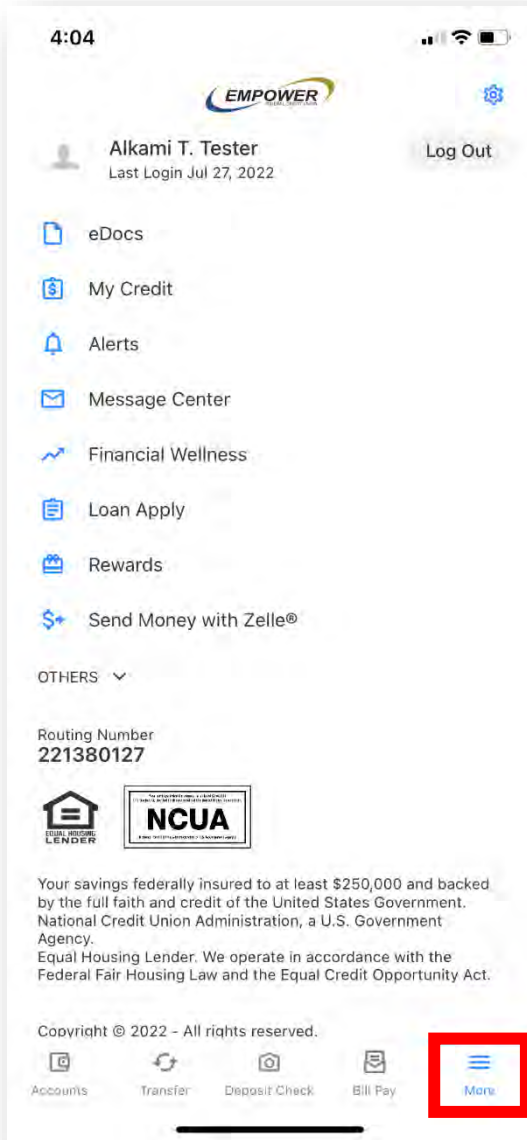 4:04
EMPOWER
FEDERAL CREDIT UNION
Alkami T. Tester
Log Out
Last Login Jul 27, 2022
eDocs
My Credit
Alerts
Message Center
Financial Wellness
Loan Apply
Rewards
Send Money with Zelle®
OTHERS
Routing Number
221380127
EQUAL HOUSING
LENDER
NCUA
Your savings federally insured to at least $250,000 and backed
by the full faith and credit of the United States Government.
National Credit Union Administration, a U.S. Government
Agency.
Equal Housing Lender. We operate in accordance with the
Federal Fair Housing Law and the Equal Credit Opportunity Act.
Copyright © 2022 - All rights reserved.
Accounts Transfer Deposit Check Bill Pay More